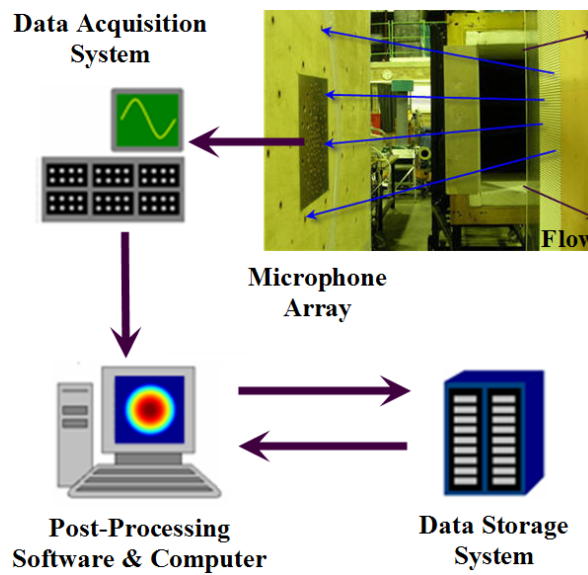 Data Acquisition
System
Flow
Microphone
Array
Post-Processing
Software & Computer
Data Storage
System